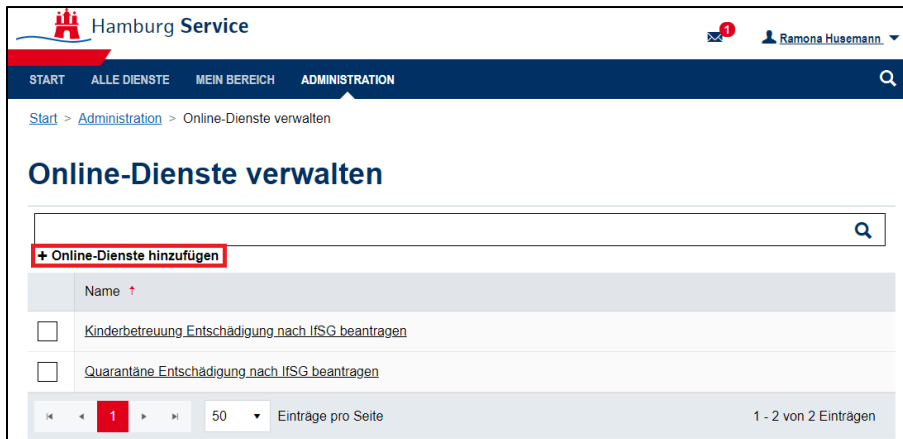 Hamburg Service
1
Ramona Husemann
START ALLE DIENSTE MEIN BEREICH ADMINISTRATION
Start > Administration > Online-Dienste verwalten
Online-Dienste verwalten
+ Online-Dienste hinzufügen
Name ↑
Kinderbetreuung Entschädigung nach IfSG beantragen
Quarantäne Entschädigung nach IfSG beantragen
1 50 Einträge pro Seite 1 - 2 von 2 Einträgen